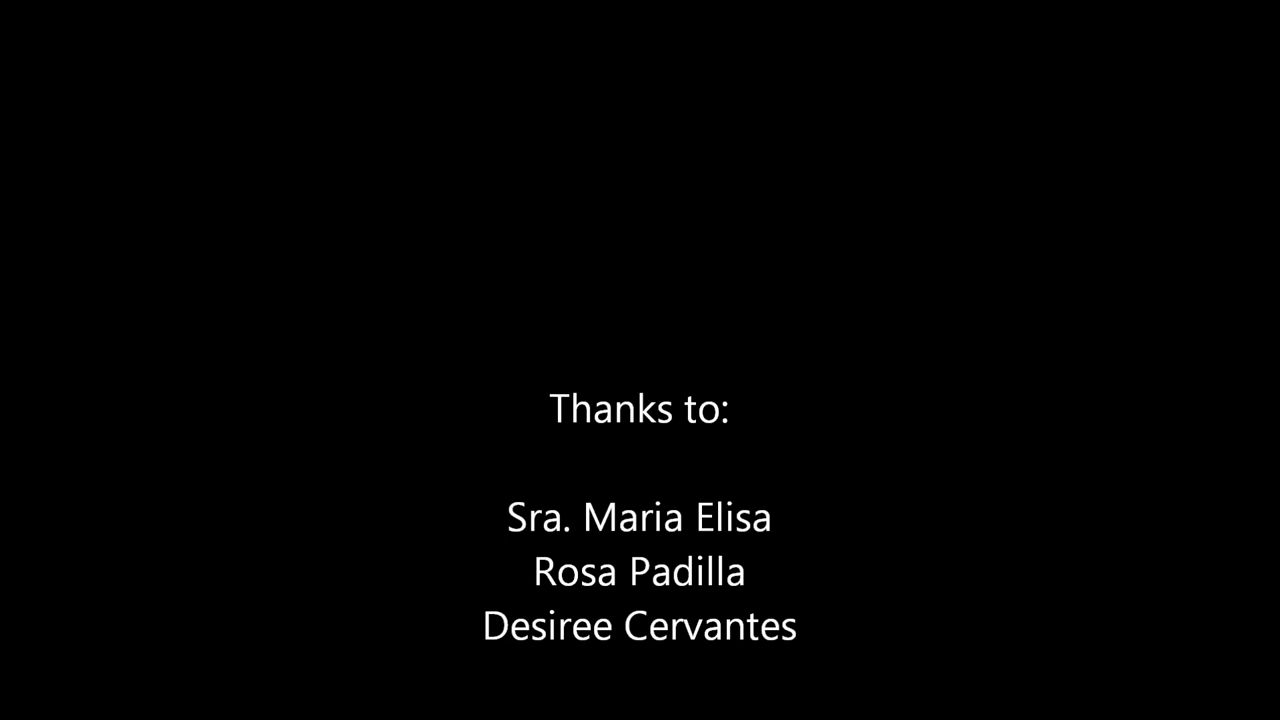 Thanks to:
Sra. Maria Elisa
Rosa Padilla
Desiree Cervantes